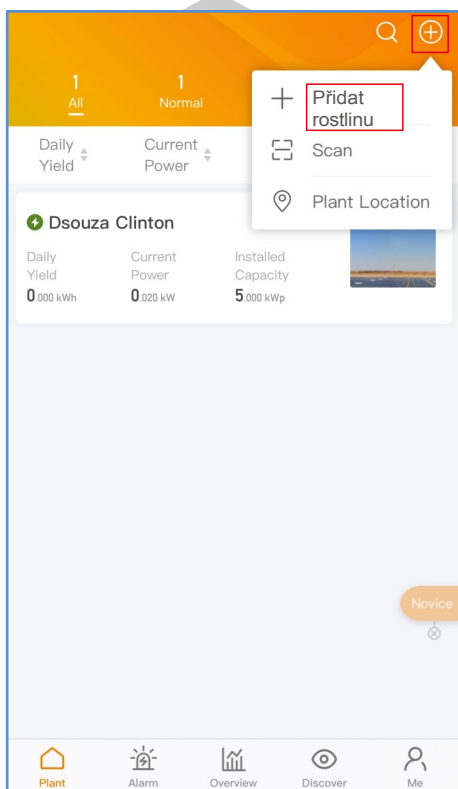 1 1
All Normal
Přidat
rostlinu
Scan
Plant Location
Daily Current
Yield Power
Dsouza Clinton
Daily Current Installed
Yield Power Capacity
0.000 kWh 0.020 kW 5.000 kWp
Novice
Plant Alarm Overview Discover Me